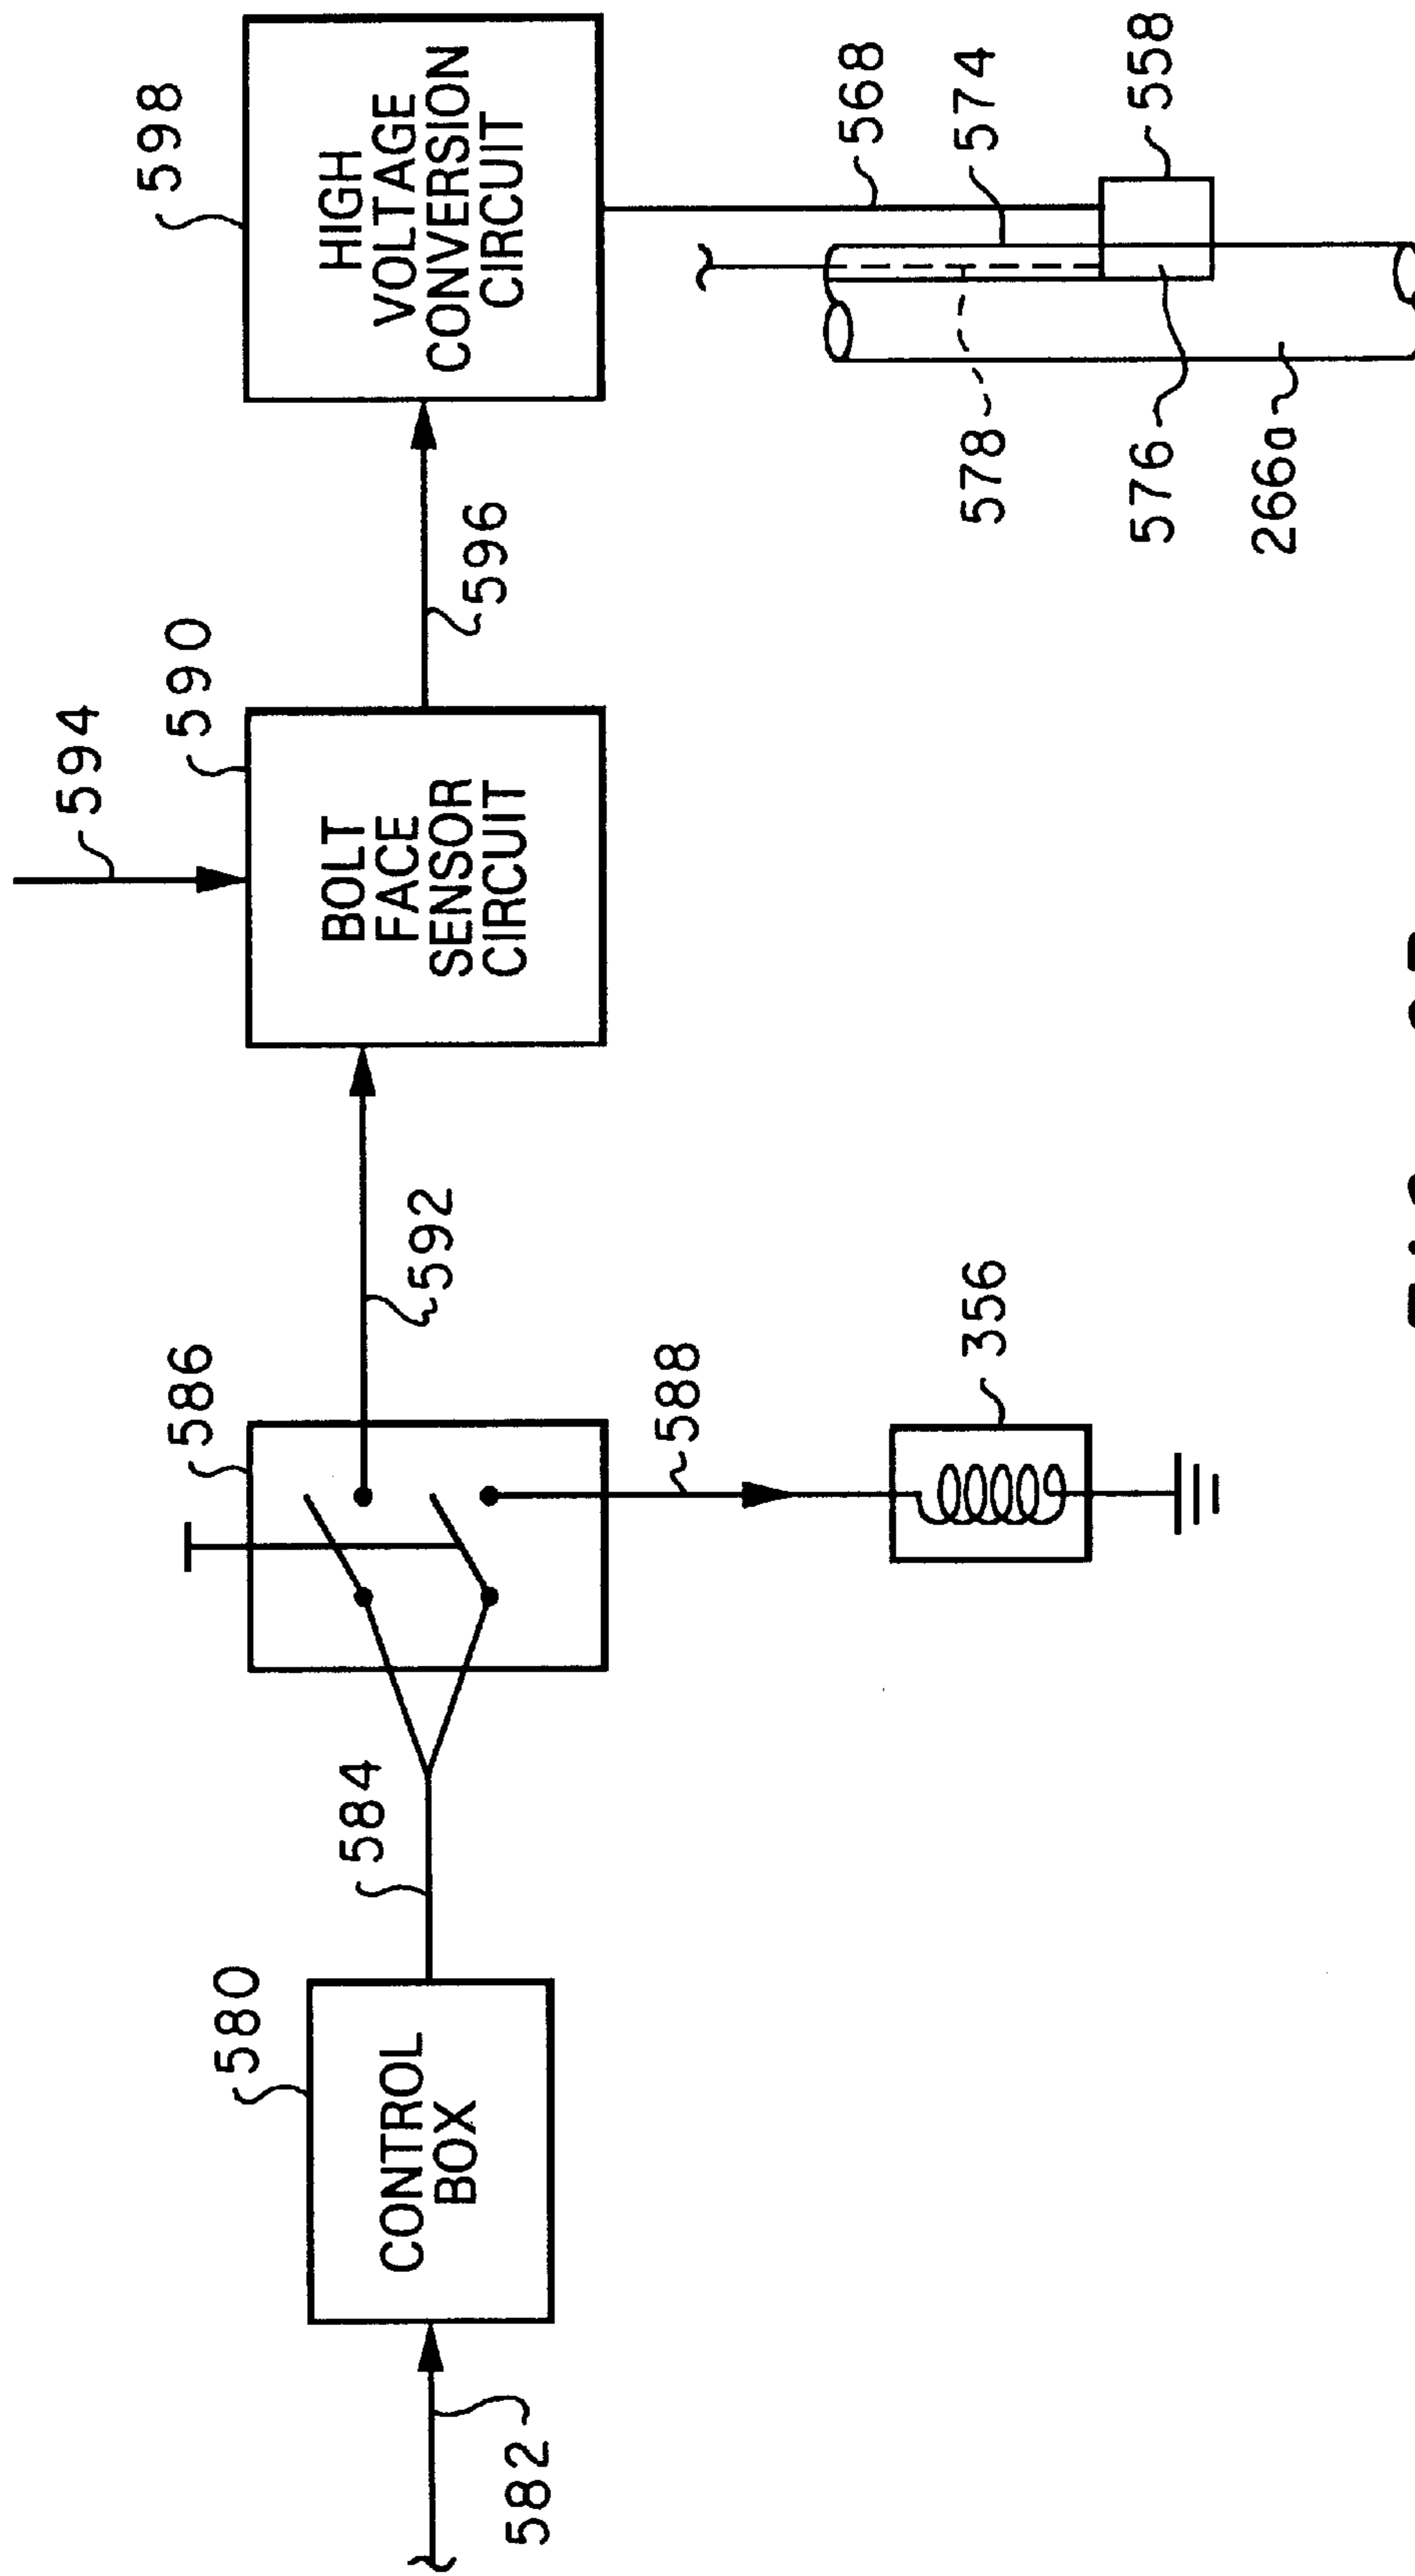 594
598
590
586
580
HIGH
VOLTAGE
CONVERSION
CIRCUIT
BOLT
FACE
SENSOR
CIRCUIT
CONTROL
BOX
584
592
596
582
588
356
568
574
578
558
576
266a